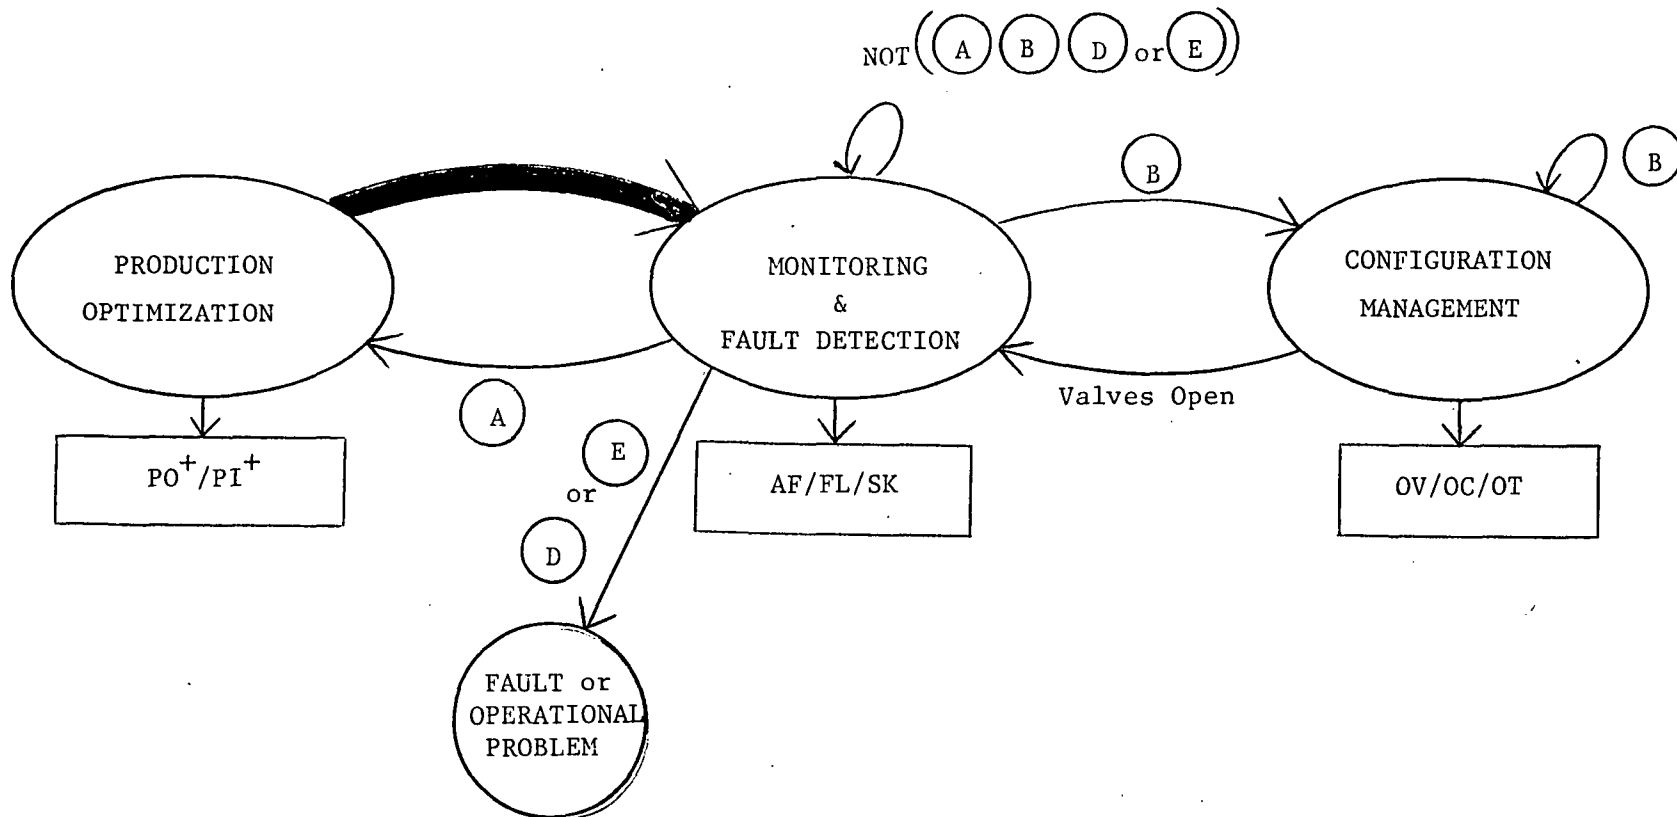 NOT((A) (B) (D) or (E))
B
B
PRODUCTION
OPTIMIZATION
MONITORING
&
FAULT DETECTION
CONFIGURATION
MANAGEMENT
Valves Open
A
E
or
D
PO+/PI+
AF/FL/SK
OV/OC/OT
FAULT or
OPERATIONAL
PROBLEM